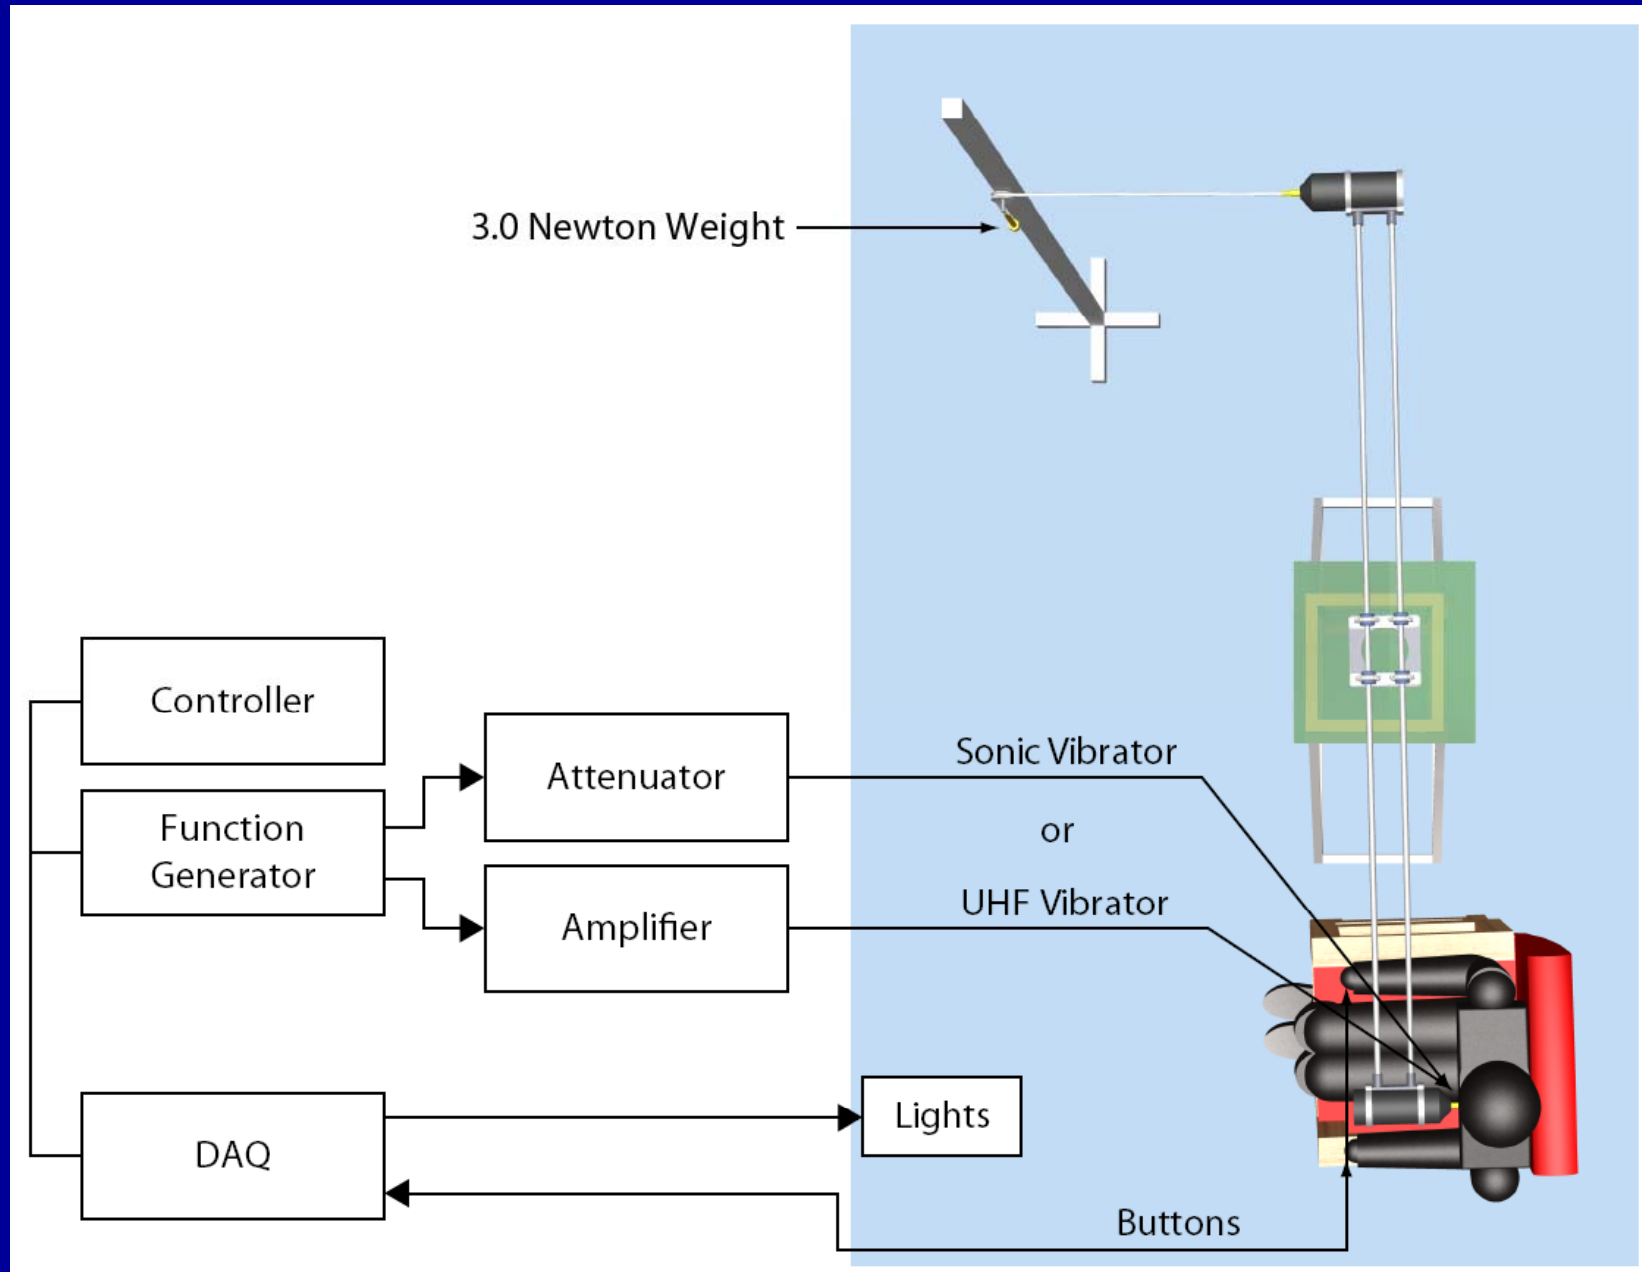 3.0 Newton Weight
Controller
Function
Generator
Attenuator
Amplifier
Sonic Vibrator
or
UHF Vibrator
DAQ
Lights
Buttons